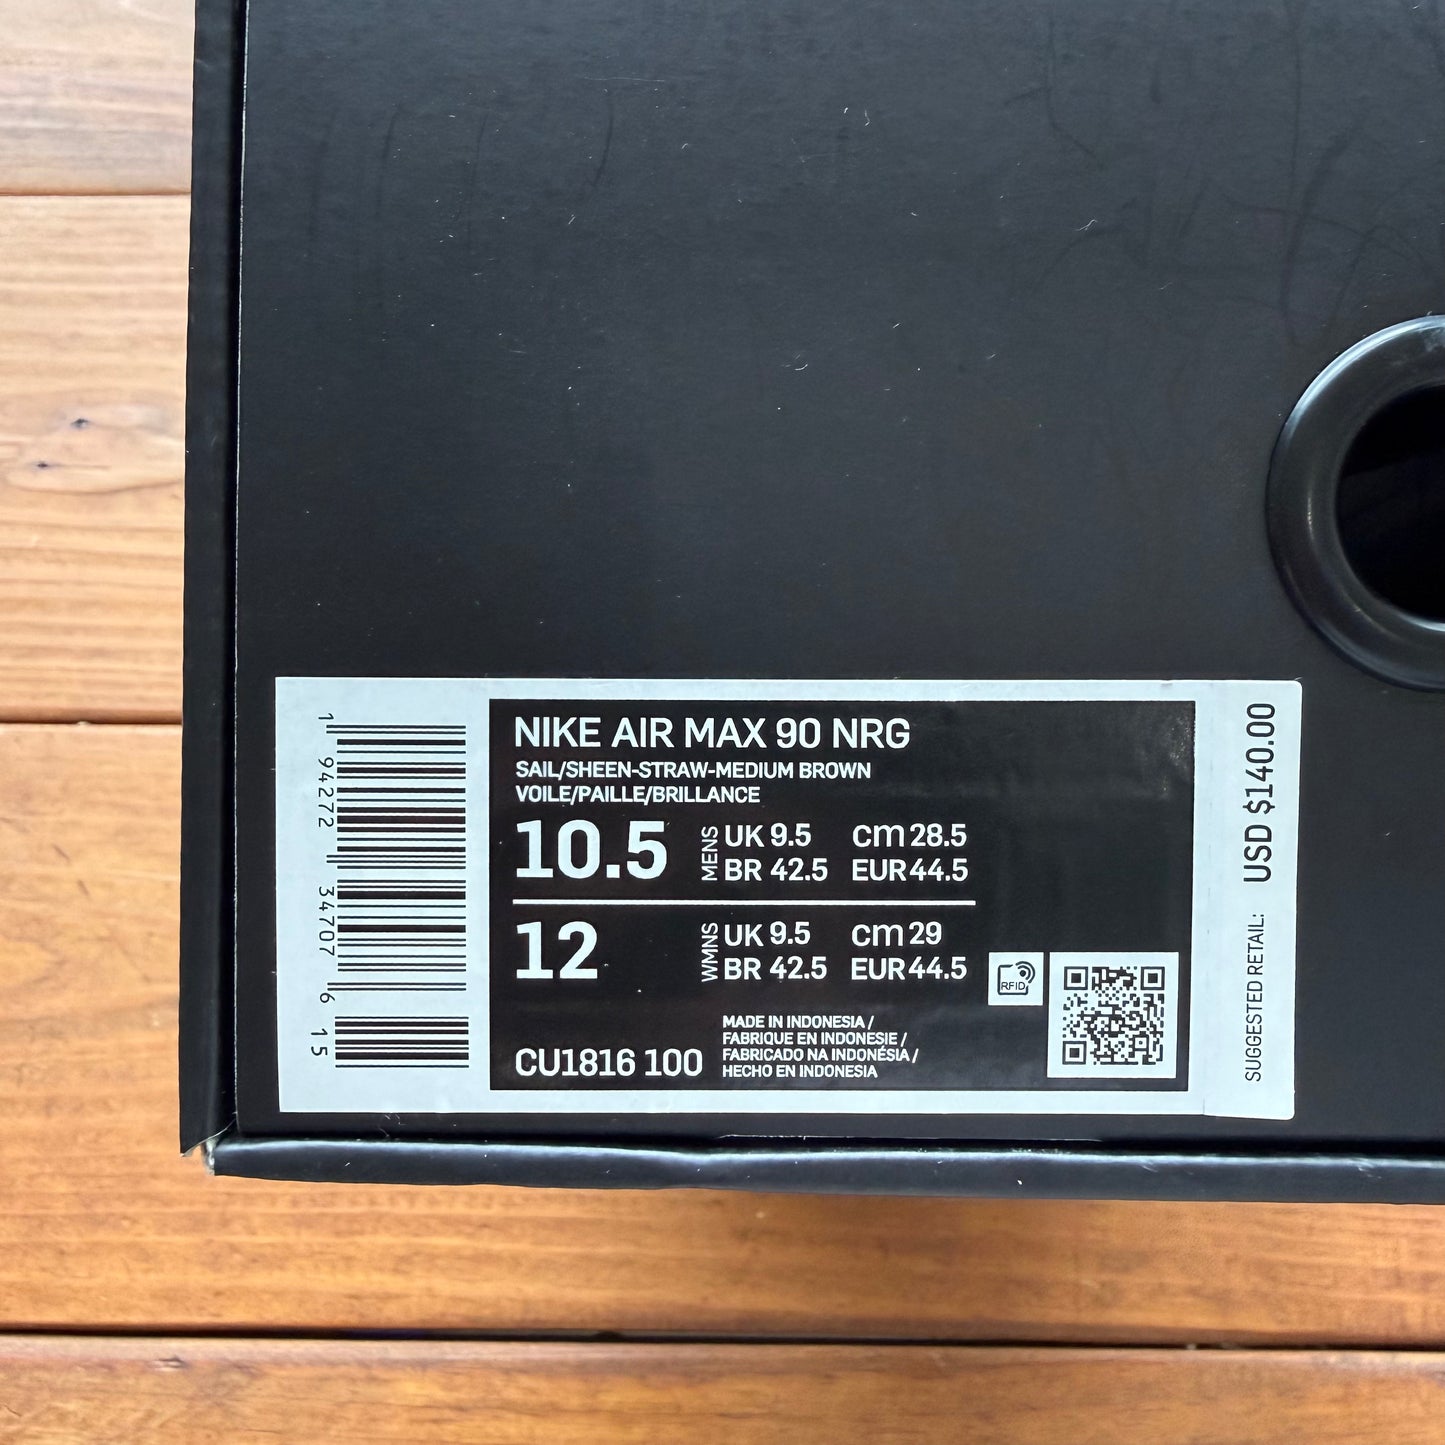 NIKE AIR MAX 90 NRG
SAIL/SHEEN-STRAW-MEDIUM BROWN
VOILE/PAILLE/BRILLANCE
10.5 MENS UK 9.5 cm 28.5
BR 42.5 EUR 44.5
12 WMNS UK 9.5 cm 29
BR 42.5 EUR 44.5
RFID
CU1816 100
MADE IN INDONESIA /
FABRIQUE EN INDONESIE /
FABRICADO NA INDONÉSIA /
HECHO EN INDONESIA
1 94272 34707 6 15
SUGGESTED RETAIL: USD $140.00